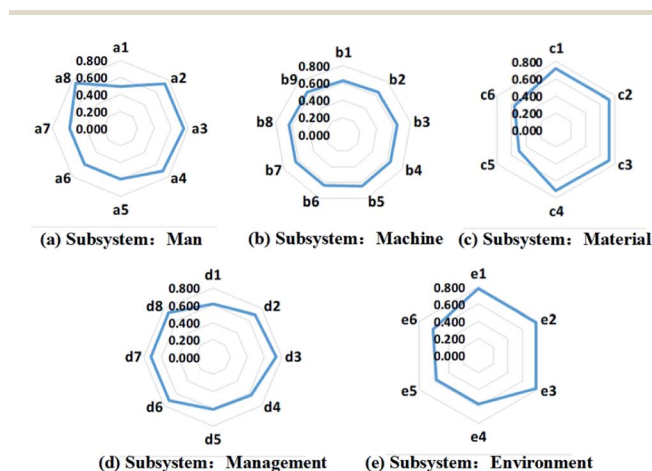 a1
0.800
0.600
0.400
0.200
0.000
a8
a2
a7
a3
a6
a4
a5
(a) Subsystem：Man
b1
0.800
0.600
0.400
0.200
0.000
b9
b2
b8
b3
b7
b4
b6
b5
(b) Subsystem：Machine
c1
0.800
0.600
0.400
0.200
0.000
c6
c2
c5
c3
c4
(c) Subsystem：Material
d1
0.800
0.600
0.400
0.200
0.000
d8
d2
d7
d3
d6
d4
d5
(d) Subsystem：Management
e1
0.800
0.600
0.400
0.200
0.000
e6
e2
e5
e3
e4
(e) Subsystem：Environment